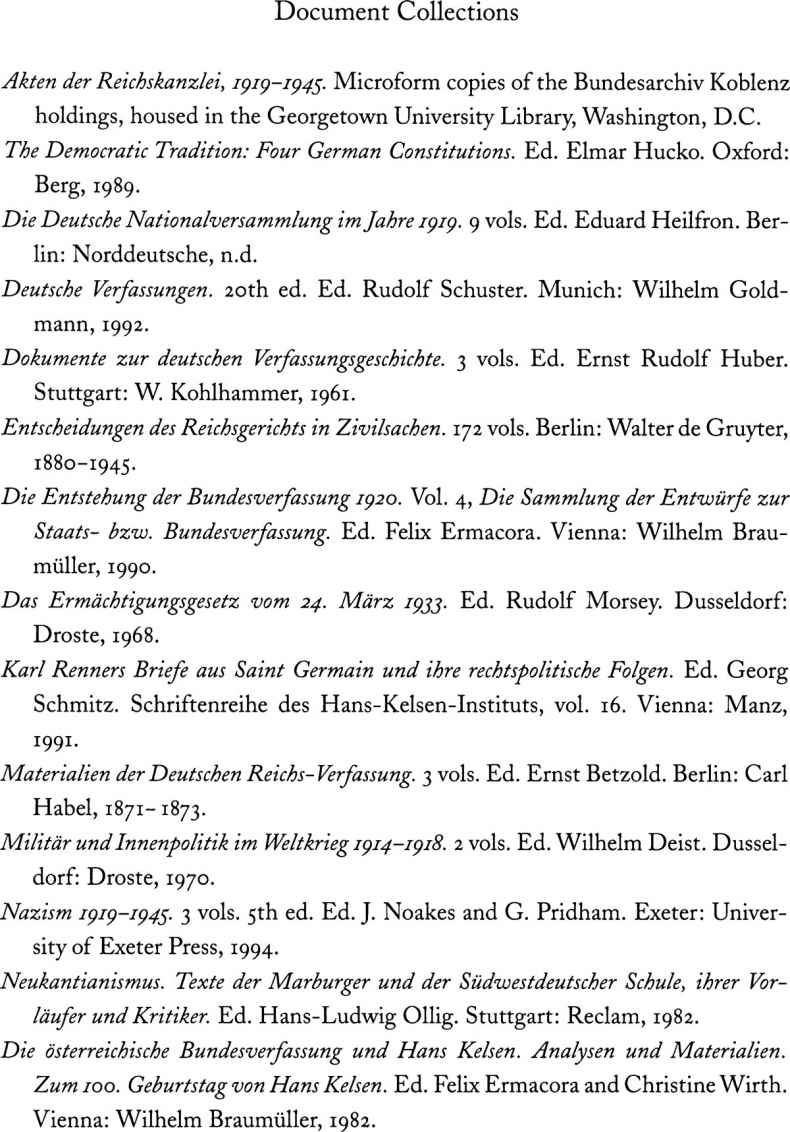 Document Collections
Akten der Reichskanzlei, 1919–1945. Microform copies of the Bundesarchiv Koblenz
holdings, housed in the Georgetown University Library, Washington, D.C.
The Democratic Tradition: Four German Constitutions. Ed. Elmar Hucko. Oxford:
Berg, 1989.
Die Deutsche Nationalversammlung im Jahre 1919. 9 vols. Ed. Eduard Heilfron. Ber-
lin: Norddeutsche, n.d.
Deutsche Verfassungen. 20th ed. Ed. Rudolf Schuster. Munich: Wilhelm Gold-
mann, 1992.
Dokumente zur deutschen Verfassungsgeschichte. 3 vols. Ed. Ernst Rudolf Huber.
Stuttgart: W. Kohlhammer, 1961.
Entscheidungen des Reichsgerichts in Zivilsachen. 172 vols. Berlin: Walter de Gruyter,
1880–1945.
Die Entstehung der Bundesverfassung 1920. Vol. 4, Die Sammlung der Entwürfe zur
Staats- bzw. Bundesverfassung. Ed. Felix Ermacora. Vienna: Wilhelm Brau-
müller, 1990.
Das Ermächtigungsgesetz vom 24. März 1933. Ed. Rudolf Morsey. Dusseldorf:
Droste, 1968.
Karl Renners Briefe aus Saint Germain und ihre rechtspolitische Folgen. Ed. Georg
Schmitz. Schriftenreihe des Hans-Kelsen-Instituts, vol. 16. Vienna: Manz,
1991.
Materialien der Deutschen Reichs-Verfassung. 3 vols. Ed. Ernst Betzold. Berlin: Carl
Habel, 1871– 1873.
Militär und Innenpolitik im Weltkrieg 1914–1918. 2 vols. Ed. Wilhelm Deist. Dussel-
dorf: Droste, 1970.
Nazism 1919–1945. 3 vols. 5th ed. Ed. J. Noakes and G. Pridham. Exeter: Univer-
sity of Exeter Press, 1994.
Neukantianismus. Texte der Marburger und der Südwestdeutscher Schule, ihrer Vor-
läufer und Kritiker. Ed. Hans-Ludwig Ollig. Stuttgart: Reclam, 1982.
Die österreichische Bundesverfassung und Hans Kelsen. Analysen und Materialien.
Zum 100. Geburtstag von Hans Kelsen. Ed. Felix Ermacora and Christine Wirth.
Vienna: Wilhelm Braumüller, 1982.